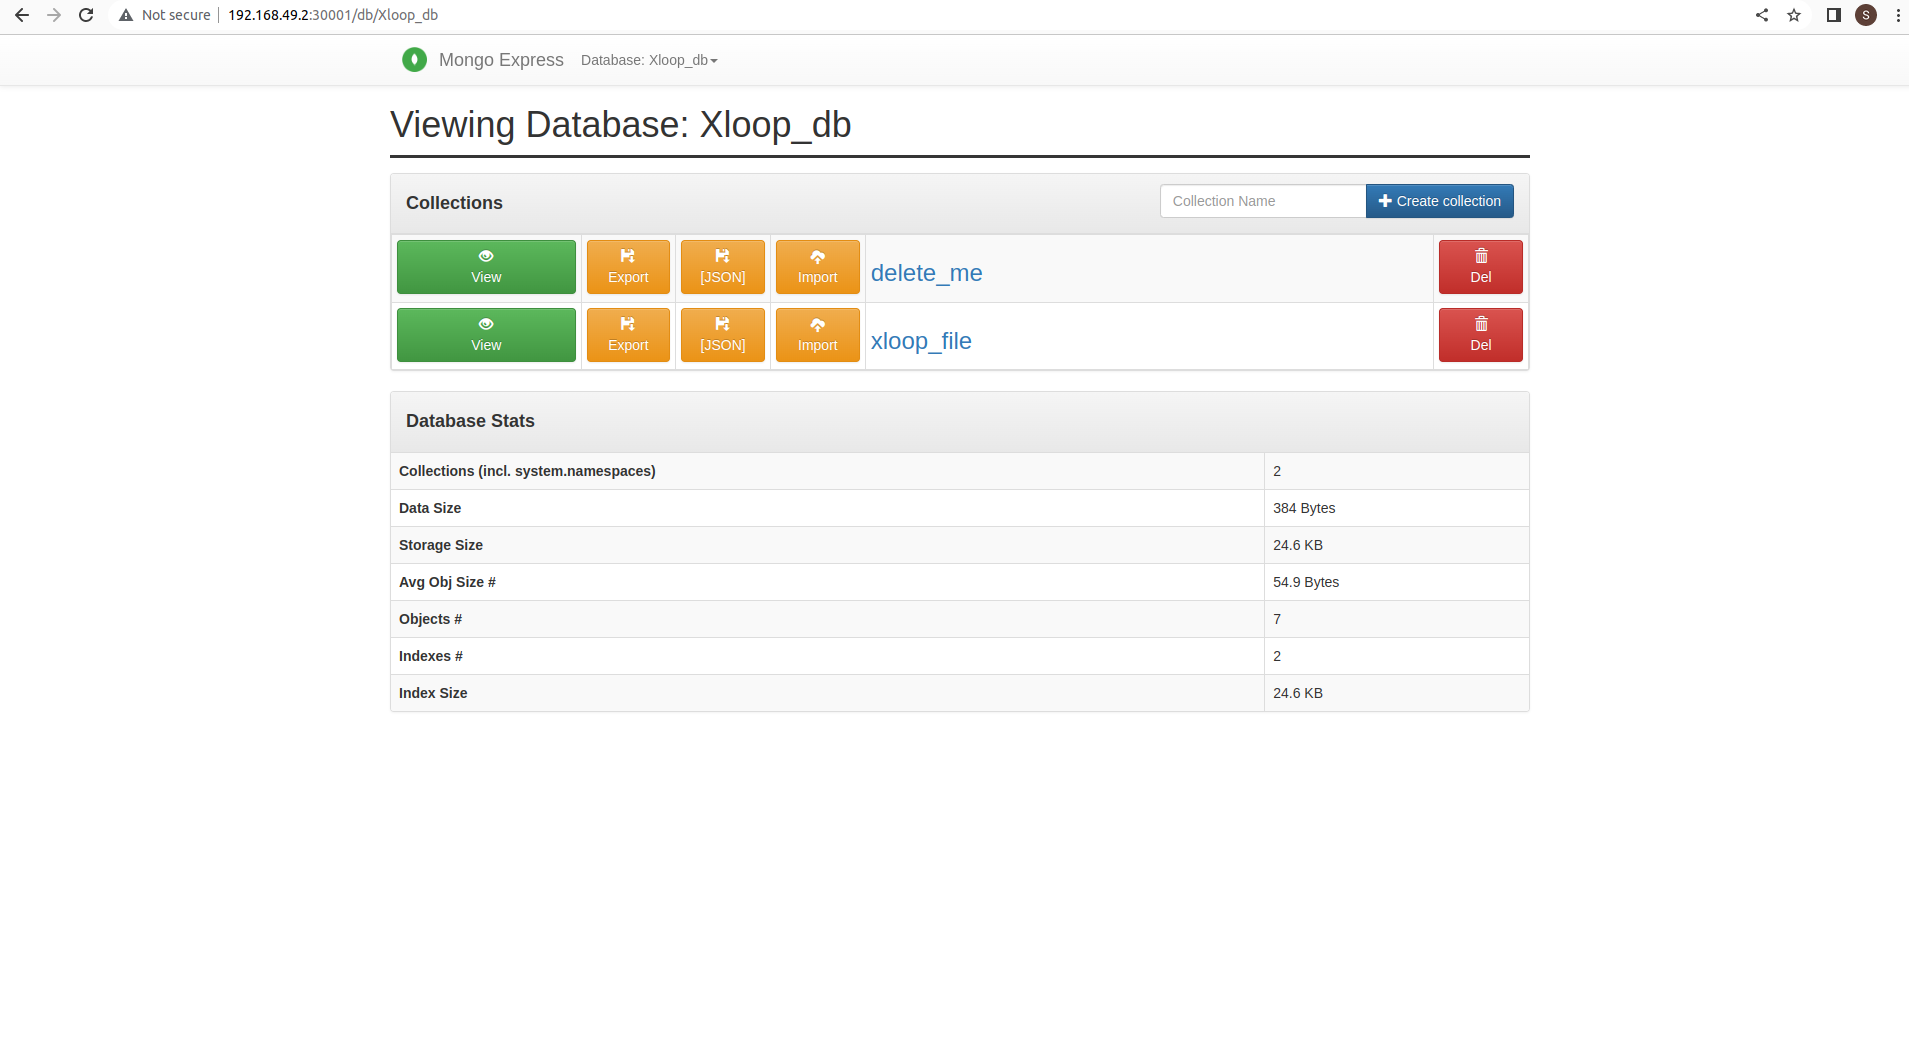 Not secure 192.168.49.2:30001/db/Xloop_db S
Mongo Express Database: Xloop_db
Viewing Database: Xloop_db
Collections Collection Name Create collection
View Export [JSON] Import delete_me Del
View Export [JSON] Import xloop_file Del
Database Stats
Collections (incl. system.namespaces) 2
Data Size 384 Bytes
Storage Size 24.6 KB
Avg Obj Size # 54.9 Bytes
Objects # 7
Indexes # 2
Index Size 24.6 KB